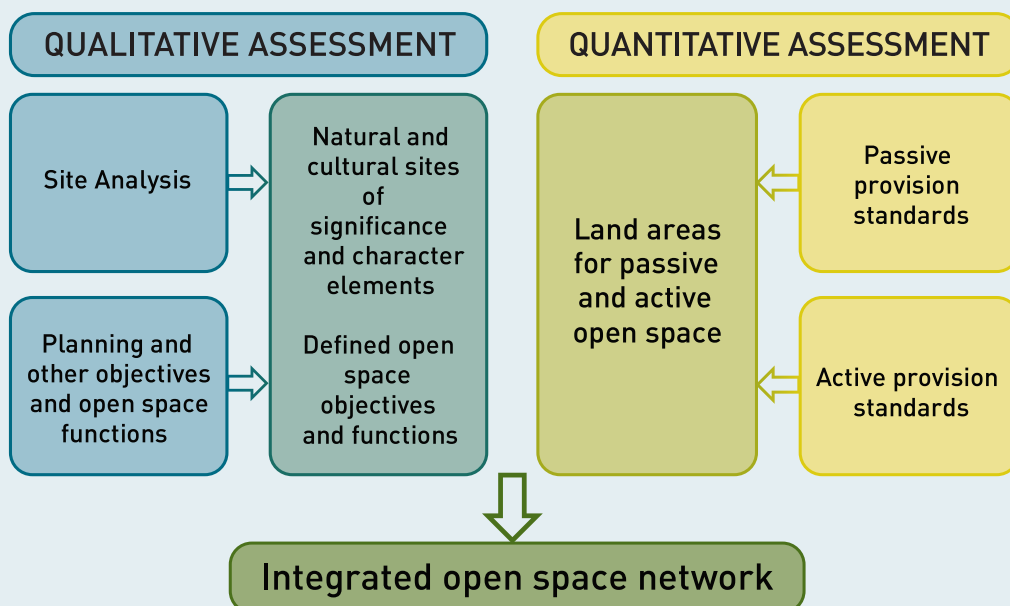 QUALITATIVE ASSESSMENT
Site Analysis
Planning and
other objectives
and open space
functions
Natural and
cultural sites
of
significance
and character
elements
Defined open
space
objectives
and functions
QUANTITATIVE ASSESSMENT
Land areas
for passive
and active
open space
Passive
provision
standards
Active provision
standards
Integrated open space network